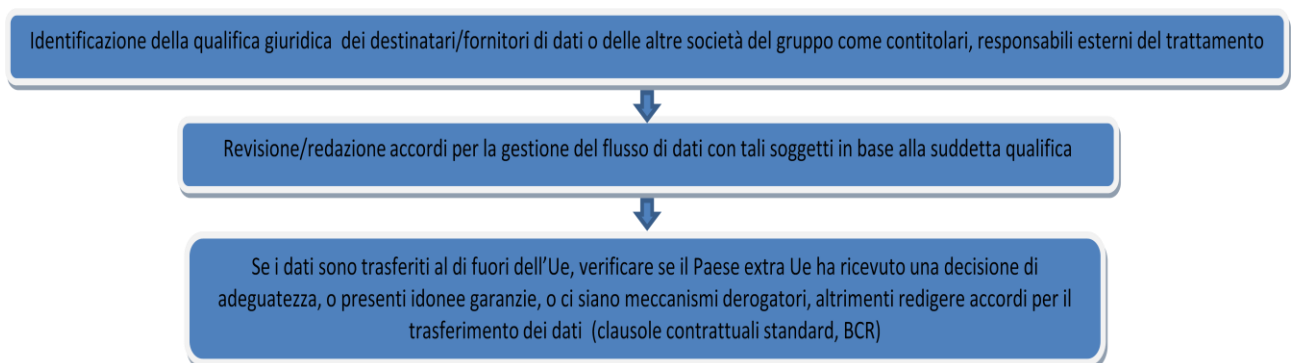 Identificazione della qualifica giuridica dei destinatari/fornitori di dati o delle altre società del gruppo come contitolari, responsabili esterni del trattamento
Revisione/redazione accordi per la gestione del flusso di dati con tali soggetti in base alla suddetta qualifica
Se i dati sono trasferiti al di fuori dell’Ue, verificare se il Paese extra Ue ha ricevuto una decisione di
adeguatezza, o presenti idonee garanzie, o ci siano meccanismi derogatori, altrimenti redigere accordi per il
trasferimento dei dati (clausole contrattuali standard, BCR)